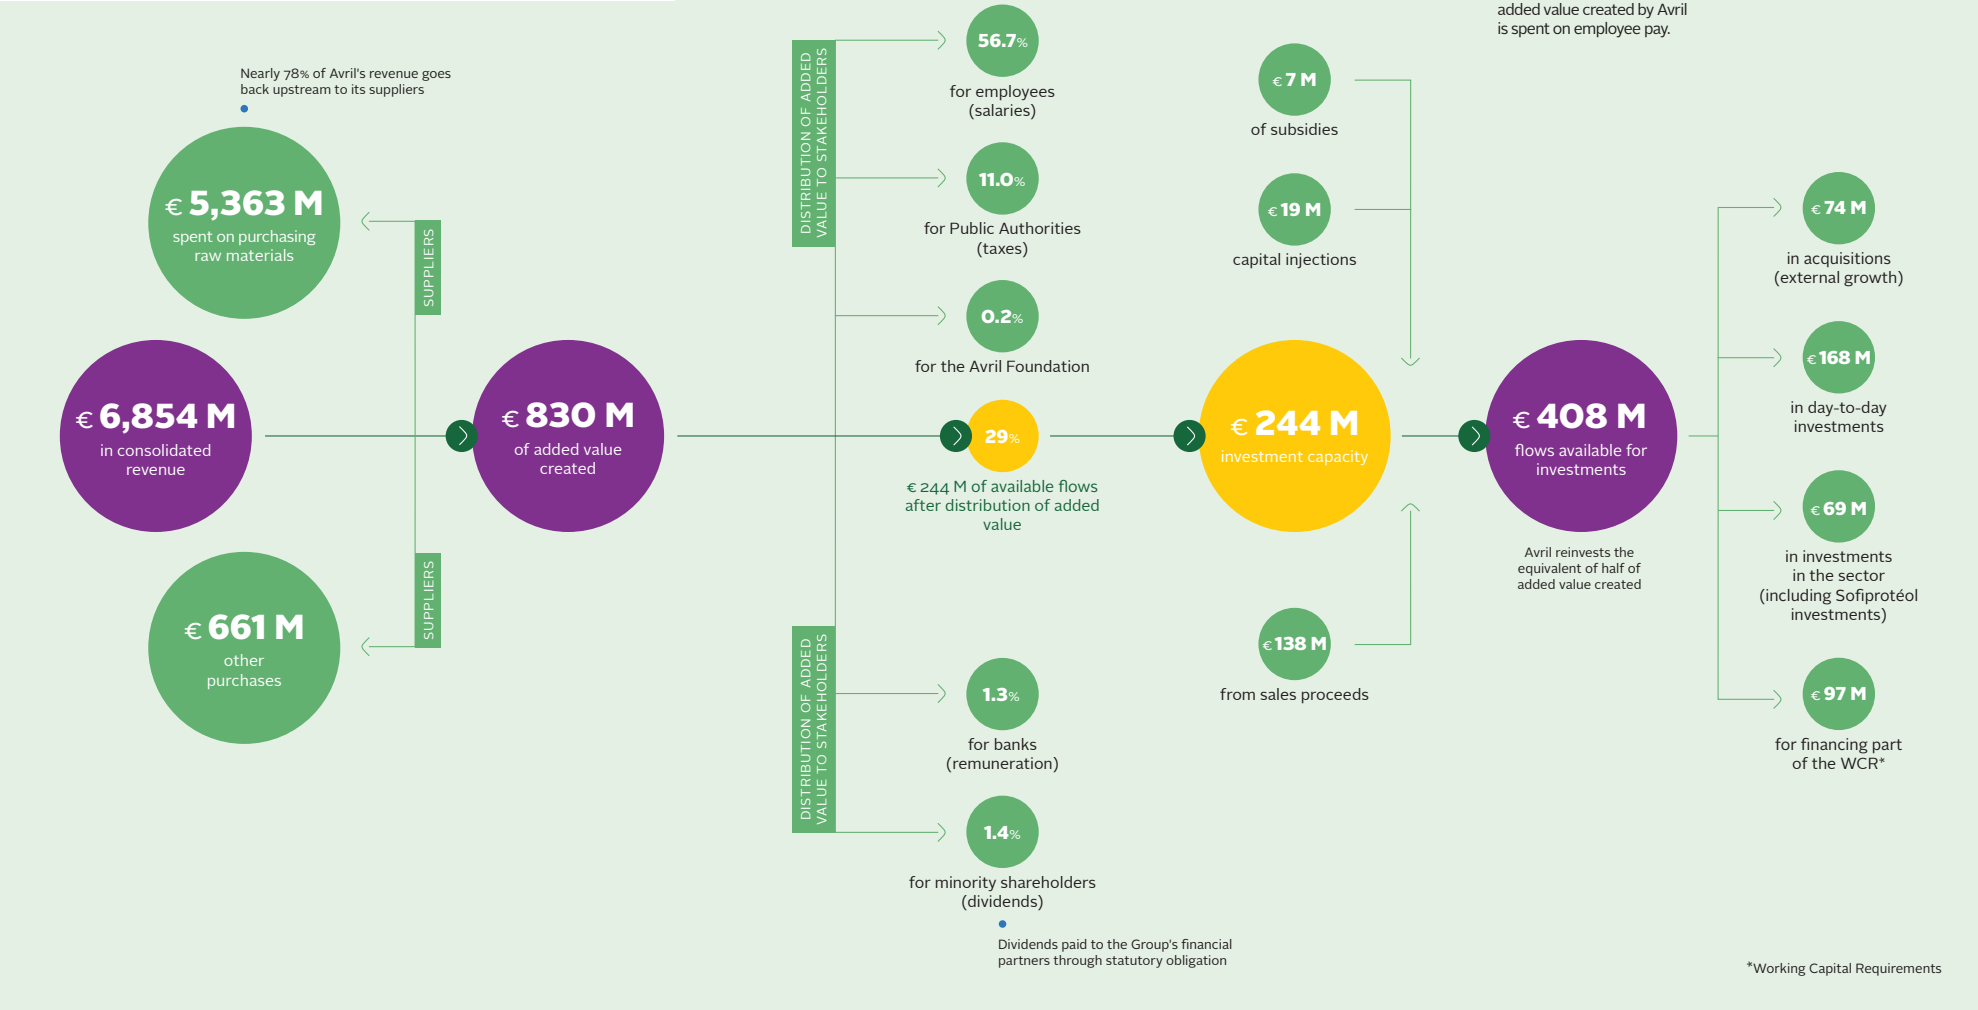 added value created by Avril
is spent on employee pay.
Nearly 78% of Avril's revenue goes
back upstream to its suppliers
€ 5,363 M
spent on purchasing
raw materials
SUPPLIERS
€ 6,854 M
in consolidated
revenue
€ 661 M
other
purchases
SUPPLIERS
€ 830 M
of added value
created
DISTRIBUTION OF ADDED
VALUE TO STAKEHOLDERS
56.7%
for employees
(salaries)
11.0%
for Public Authorities
(taxes)
0.2%
for the Avril Foundation
29%
€ 244 M of available flows
after distribution of added
value
DISTRIBUTION OF ADDED
VALUE TO STAKEHOLDERS
1.3%
for banks
(remuneration)
1.4%
for minority shareholders
(dividends)
Dividends paid to the Group's financial
partners through statutory obligation
€ 7 M
of subsidies
€ 19 M
capital injections
€ 244 M
investment capacity
€ 138 M
from sales proceeds
€ 408 M
flows available for
investments
Avril reinvests the
equivalent of half of
added value created
€ 74 M
in acquisitions
(external growth)
€ 168 M
in day-to-day
investments
€ 69 M
in investments
in the sector
(including Sofiprotéol
investments)
€ 97 M
for financing part
of the WCR*
*Working Capital Requirements